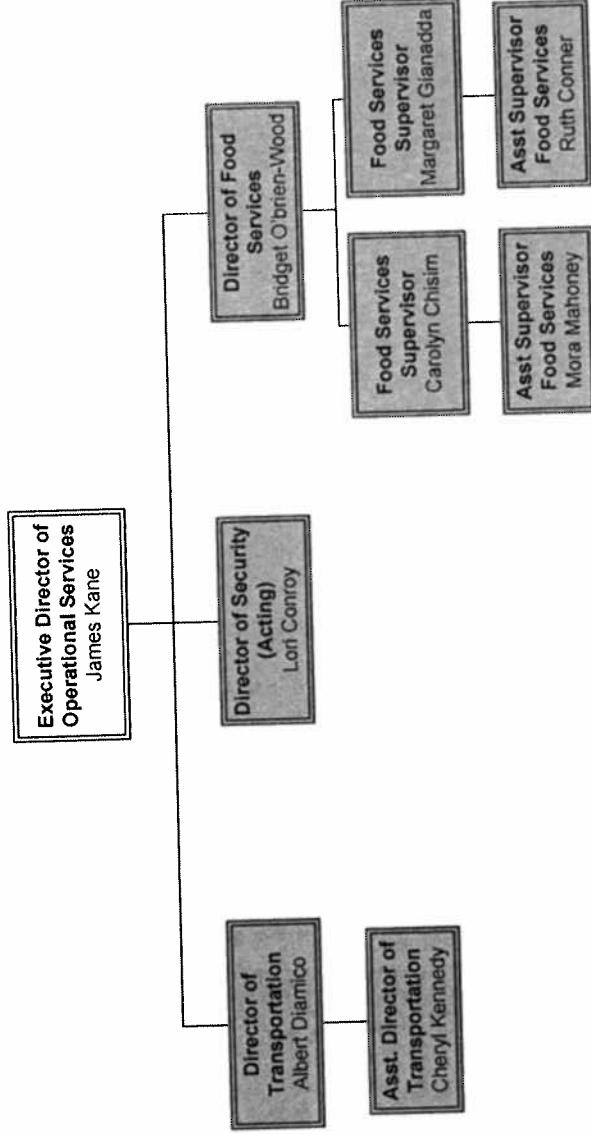 Executive Director of
Operational Services
James Kane
Director of
Transportation
Albert Diamico
Asst. Director of
Transportation
Cheryl Kennedy
Director of Security
(Acting)
Lori Conroy
Director of Food
Services
Bridget O'brien-Wood
Food Services
Supervisor
Carolyn Chisim
Asst Supervisor
Food Services
Mora Mahoney
Food Services
Supervisor
Margaret Gianadda
Asst Supervisor
Food Services
Ruth Conner